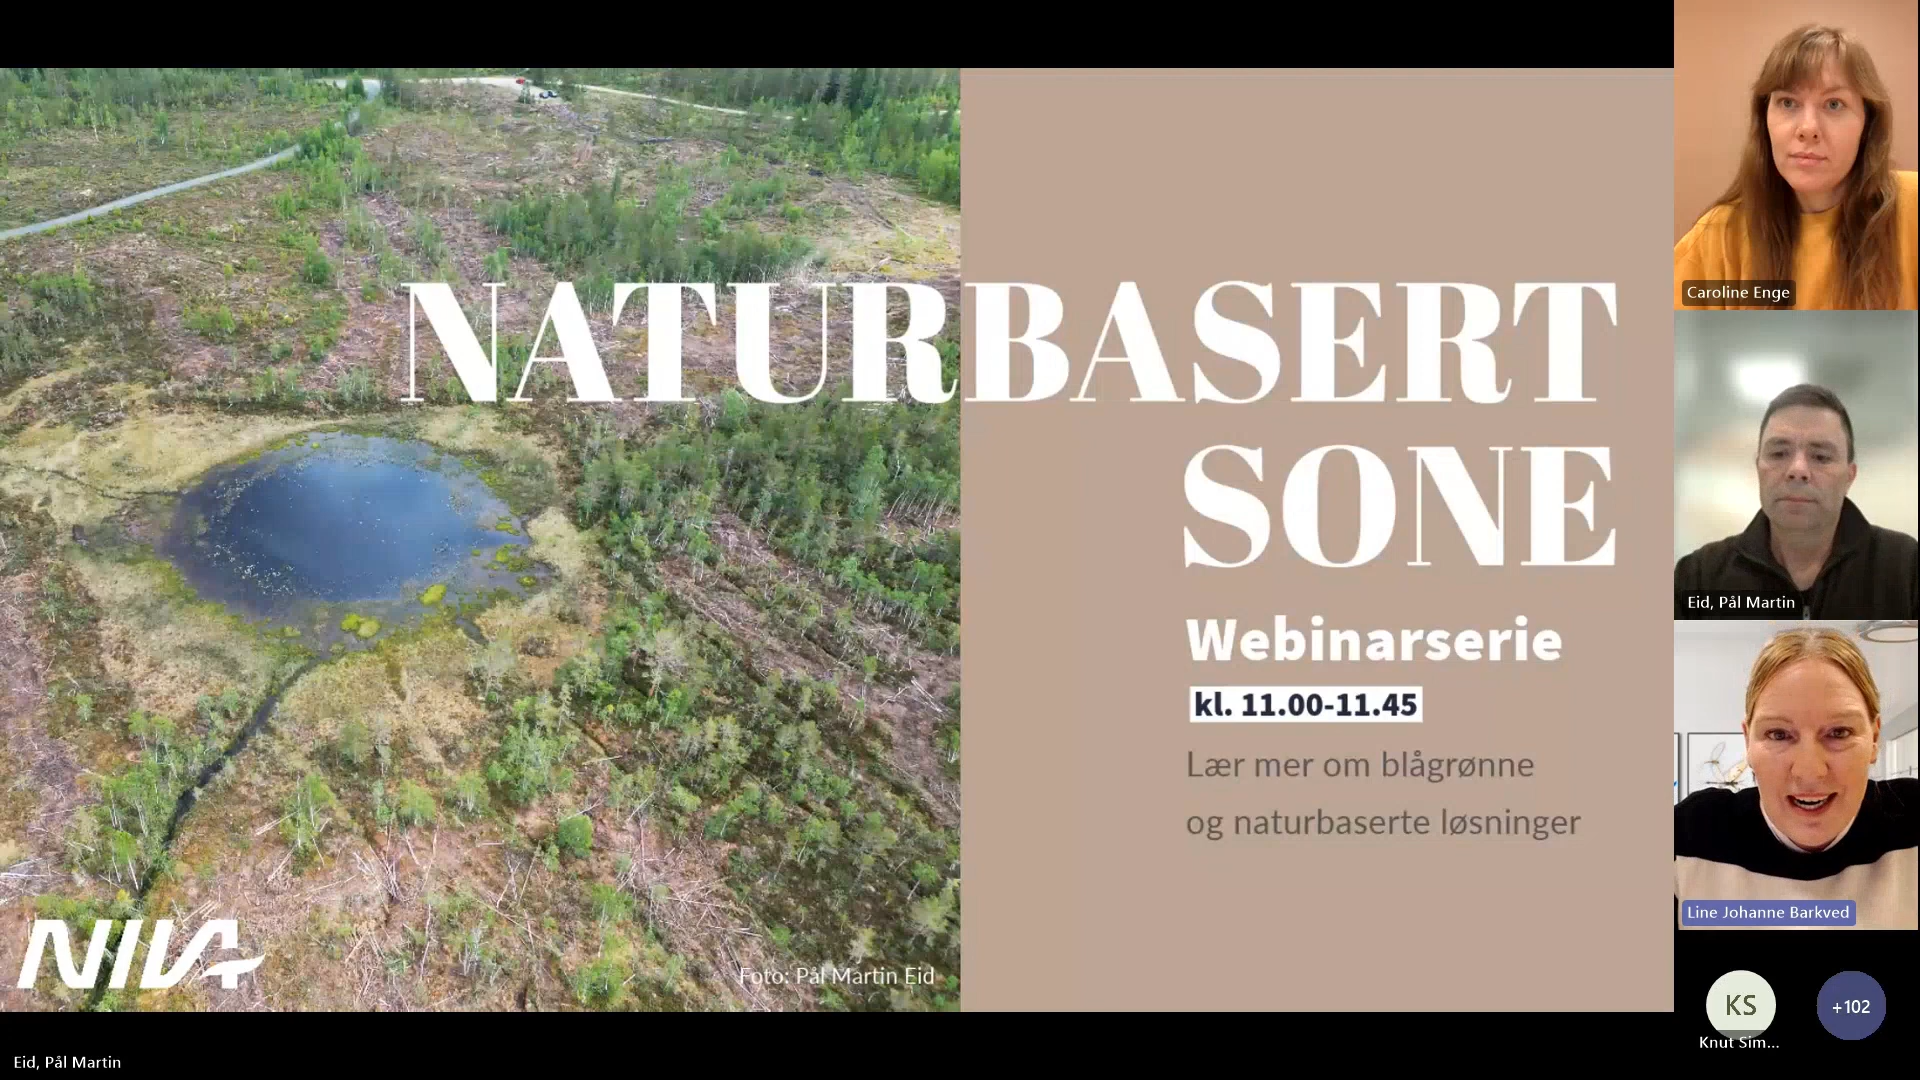 NATURBASERT
SONE
Webinarserie
kl. 11.00-11.45
Lær mer om blågrønne
og naturbaserte løsninger
NIVA
Foto: Pål Martin Eid
Eid, Pål Martin
Caroline Enge
Eid, Pål Martin
Line Johanne Barkved
KS
+102
Knut Sim...